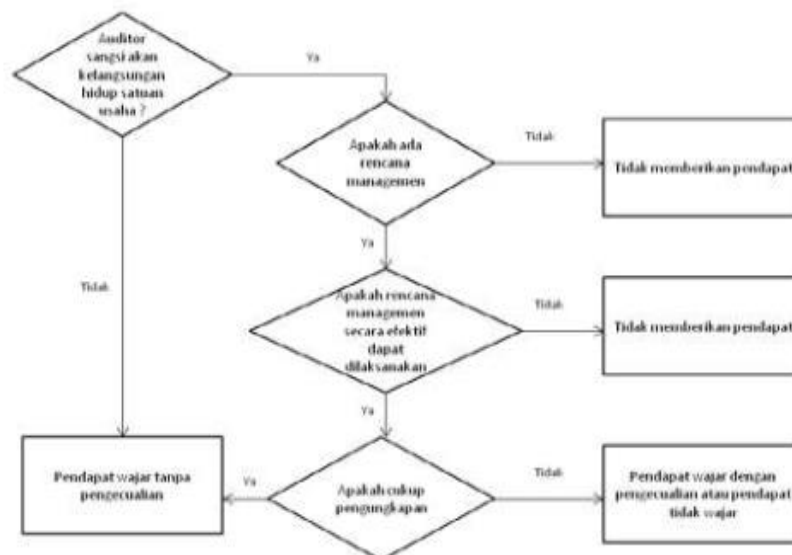 Auditor
sangsi akan
kelangsungan
hidup satuan
usaha ?
Ya
Apakah ada
rencana
managemen
Tidak
Tidak memberikan pendapat
Ya
Tidak
Apakah rencana
managemen
secara efektif
dapat
dilaksanakan
Tidak
Tidak memberikan pendapat
Ya
Pendapat wajar tanpa
pengecualian
Ya
Apakah cukup
pengungkapan
Tidak
Pendapat wajar dengan
pengecualian atau pendapat
tidak wajar